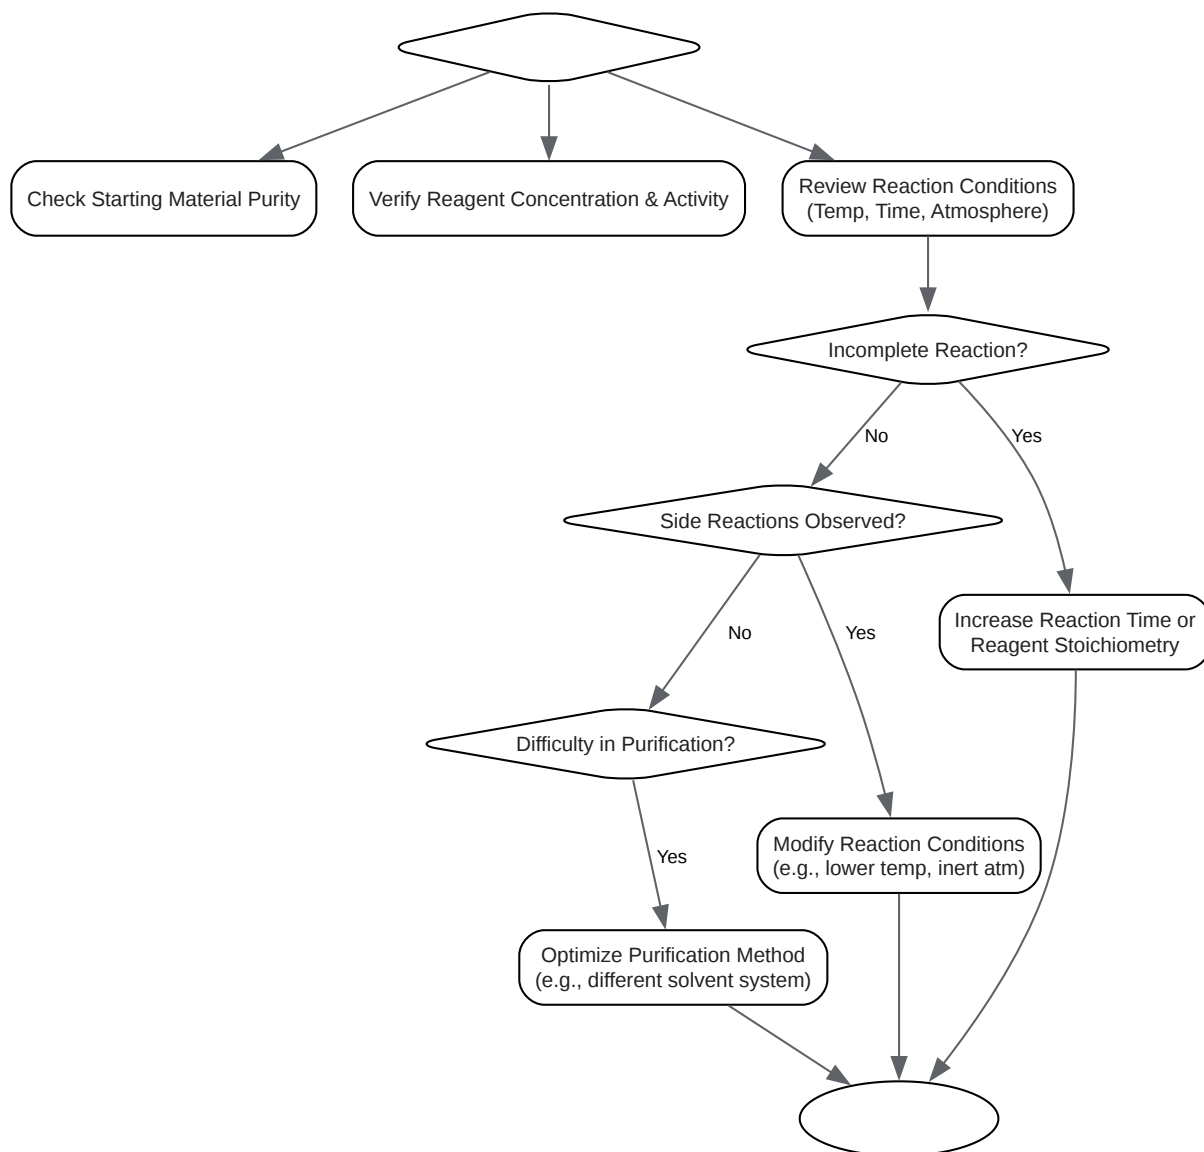 Check Starting Material Purity
Verify Reagent Concentration & Activity
Review Reaction Conditions
(Temp, Time, Atmosphere)
Incomplete Reaction?
No
Yes
Side Reactions Observed?
No
Yes
Increase Reaction Time or
Reagent Stoichiometry
Difficulty in Purification?
Yes
Modify Reaction Conditions
(e.g., lower temp, inert atm)
Optimize Purification Method
(e.g., different solvent system)